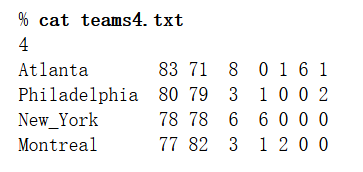 % cat teams4.txt
4
Atlanta 83 71 8 0 1 6 1
Philadelphia 80 79 3 1 0 0 2
New_York 78 78 6 6 0 0 0
Montreal 77 82 3 1 2 0 0